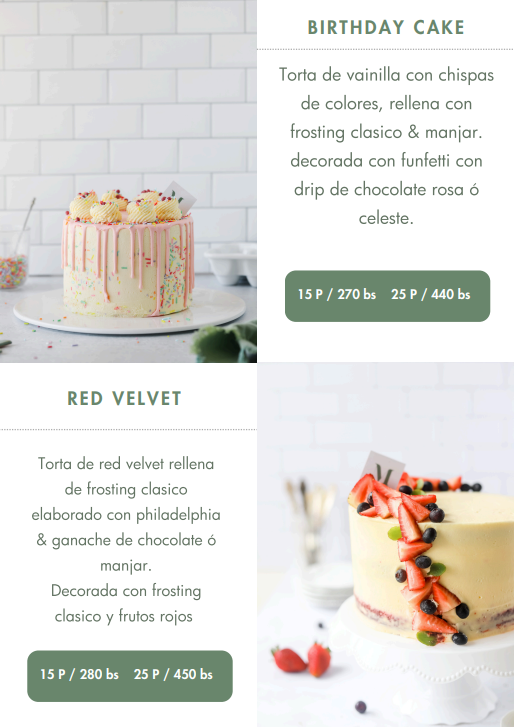 BIRTHDAY CAKE
Torta de vainilla con chispas
de colores, rellena con
frosting clasico & manjar.
decorada con funfetti con
drip de chocolate rosa ó
celeste.
15 P / 270 bs 25 P / 440 bs
RED VELVET
Torta de red velvet rellena
de frosting clasico
elaborado con philadelphia
& ganache de chocolate ó
manjar.
Decorada con frosting
clasico y frutos rojos
15 P / 280 bs 25 P / 450 bs